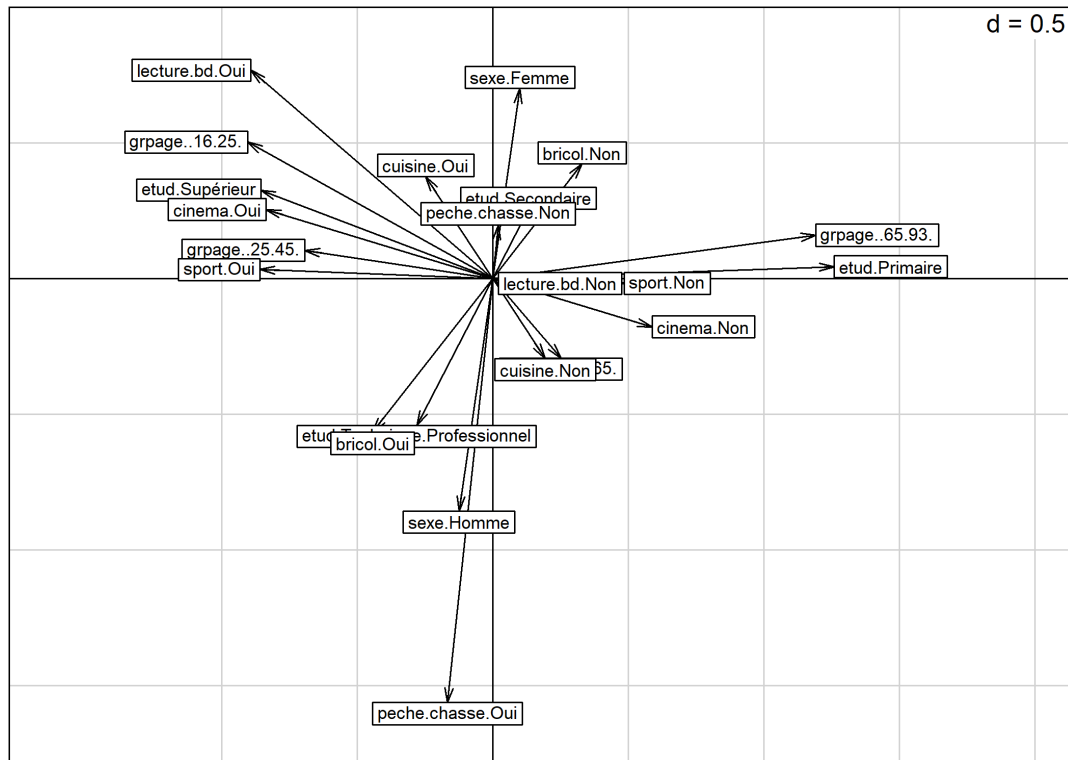 d = 0.5
lecture.bd.Oui
sexe.Femme
grpage..16.25.
bricol.Non
cuisine.Oui
etud.Supérieur
etud.Secondaire
cinema.Oui
peche.chasse.Non
grpage..65.93.
grpage..25.45.
sport.Oui
etud.Primaire
lecture.bd.Non
sport.Non
cinema.Non
cuisine.Non
65.
.Professionnel
bricol.Oui
sexe.Homme
peche.chasse.Oui